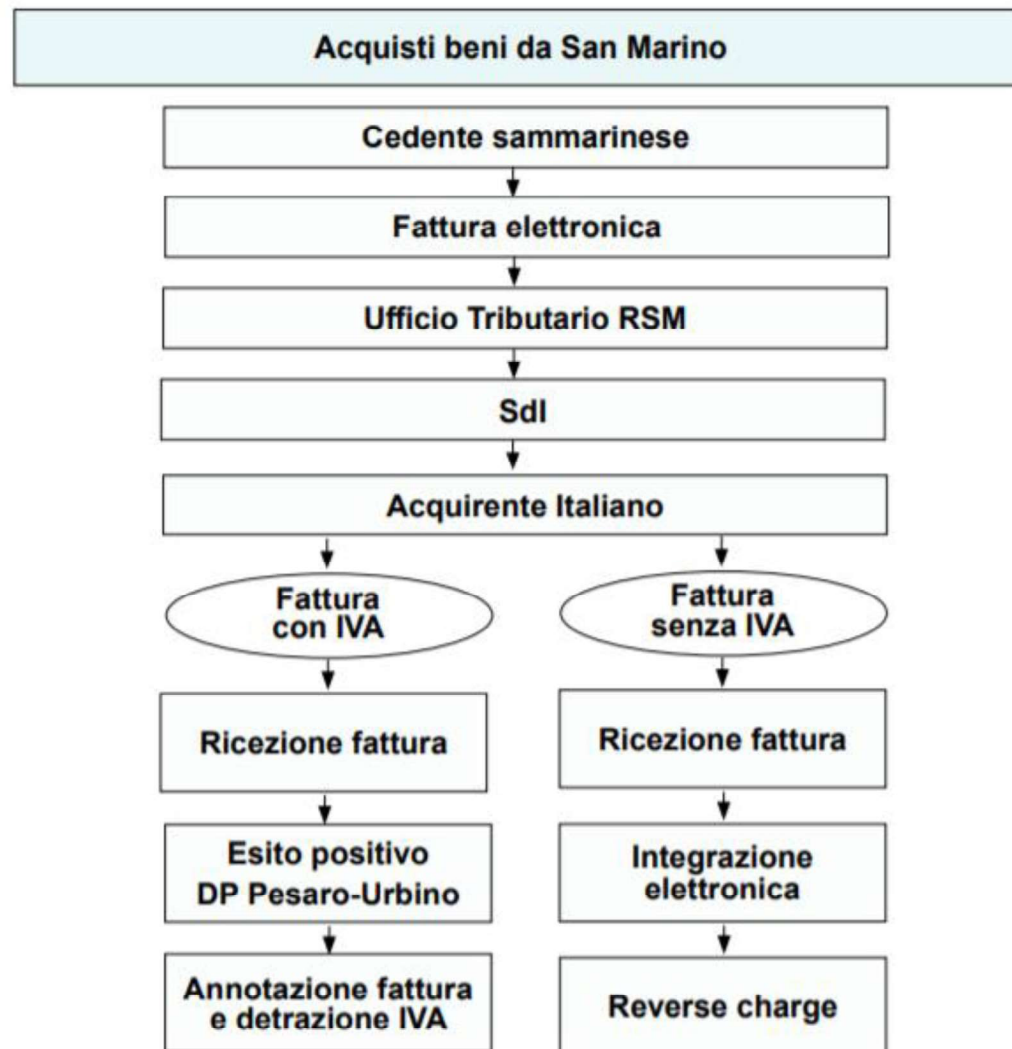 Acquisti beni da San Marino
Cedente sammarinese
Fattura elettronica
Ufficio Tributario RSM
SdI
Acquirente Italiano
Fattura
con IVA
Fattura
senza IVA
Ricezione fattura
Ricezione fattura
Esito positivo
DP Pesaro-Urbino
Integrazione
elettronica
Annotazione fattura
e detrazione IVA
Reverse charge